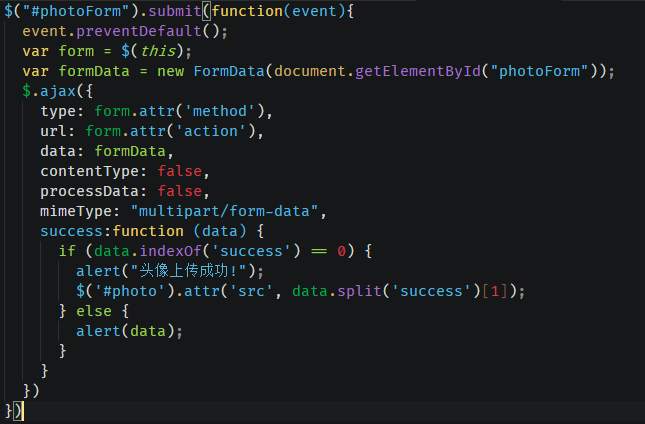 $("#photoForm").submit(function(event){
  event.preventDefault();
  var form = $(this);
  var formData = new FormData(document.getElementById("photoForm"));
  $.ajax({
    type: form.attr('method'),
    url: form.attr('action'),
    data: formData,
    contentType: false,
    processData: false,
    mimeType: "multipart/form-data",
    success:function (data) {
      if (data.indexOf('success') == 0) {
        alert("头像上传成功!");
        $('#photo').attr('src', data.split('success')[1]);
      } else {
        alert(data);
      }
    }
  })
})